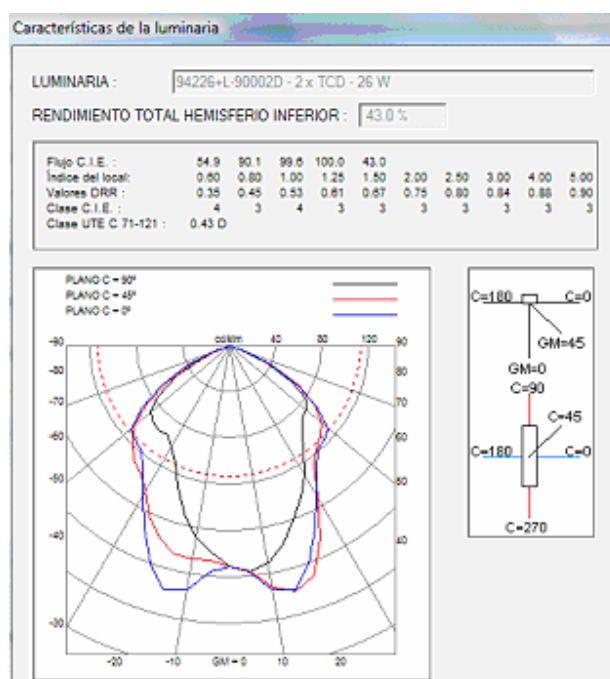 Características de la luminaria
LUMINARIA : 94226+L-90002D - 2 x TCD - 26 W
RENDIMIENTO TOTAL HEMISFERIO INFERIOR : 43.0 %
Flujo C.I.E. : 54.9 90.1 99.6 100.0 43.0
Índice del local: 0.60 0.80 1.00 1.25 1.50 2.00 2.50 3.00 4.00 5.00
Valores DRR : 0.35 0.45 0.53 0.61 0.67 0.75 0.80 0.84 0.88 0.90
Clase C.I.E. : 4 3 4 3 3 3 3 3 3 3
Clase UTE C 71-121 : 0.43 D
PLANO C = 90º
PLANO C = 45º
PLANO C = 0º
-90 cd/klm 40 80 120 90
-80 80
-70 70
-60 60
-50 50
-40 40
-30
-20 -10 GM = 0 10 20
C=180 C=0
GM=45
GM=0
C=90
C=45
C=180 C=0
C=270